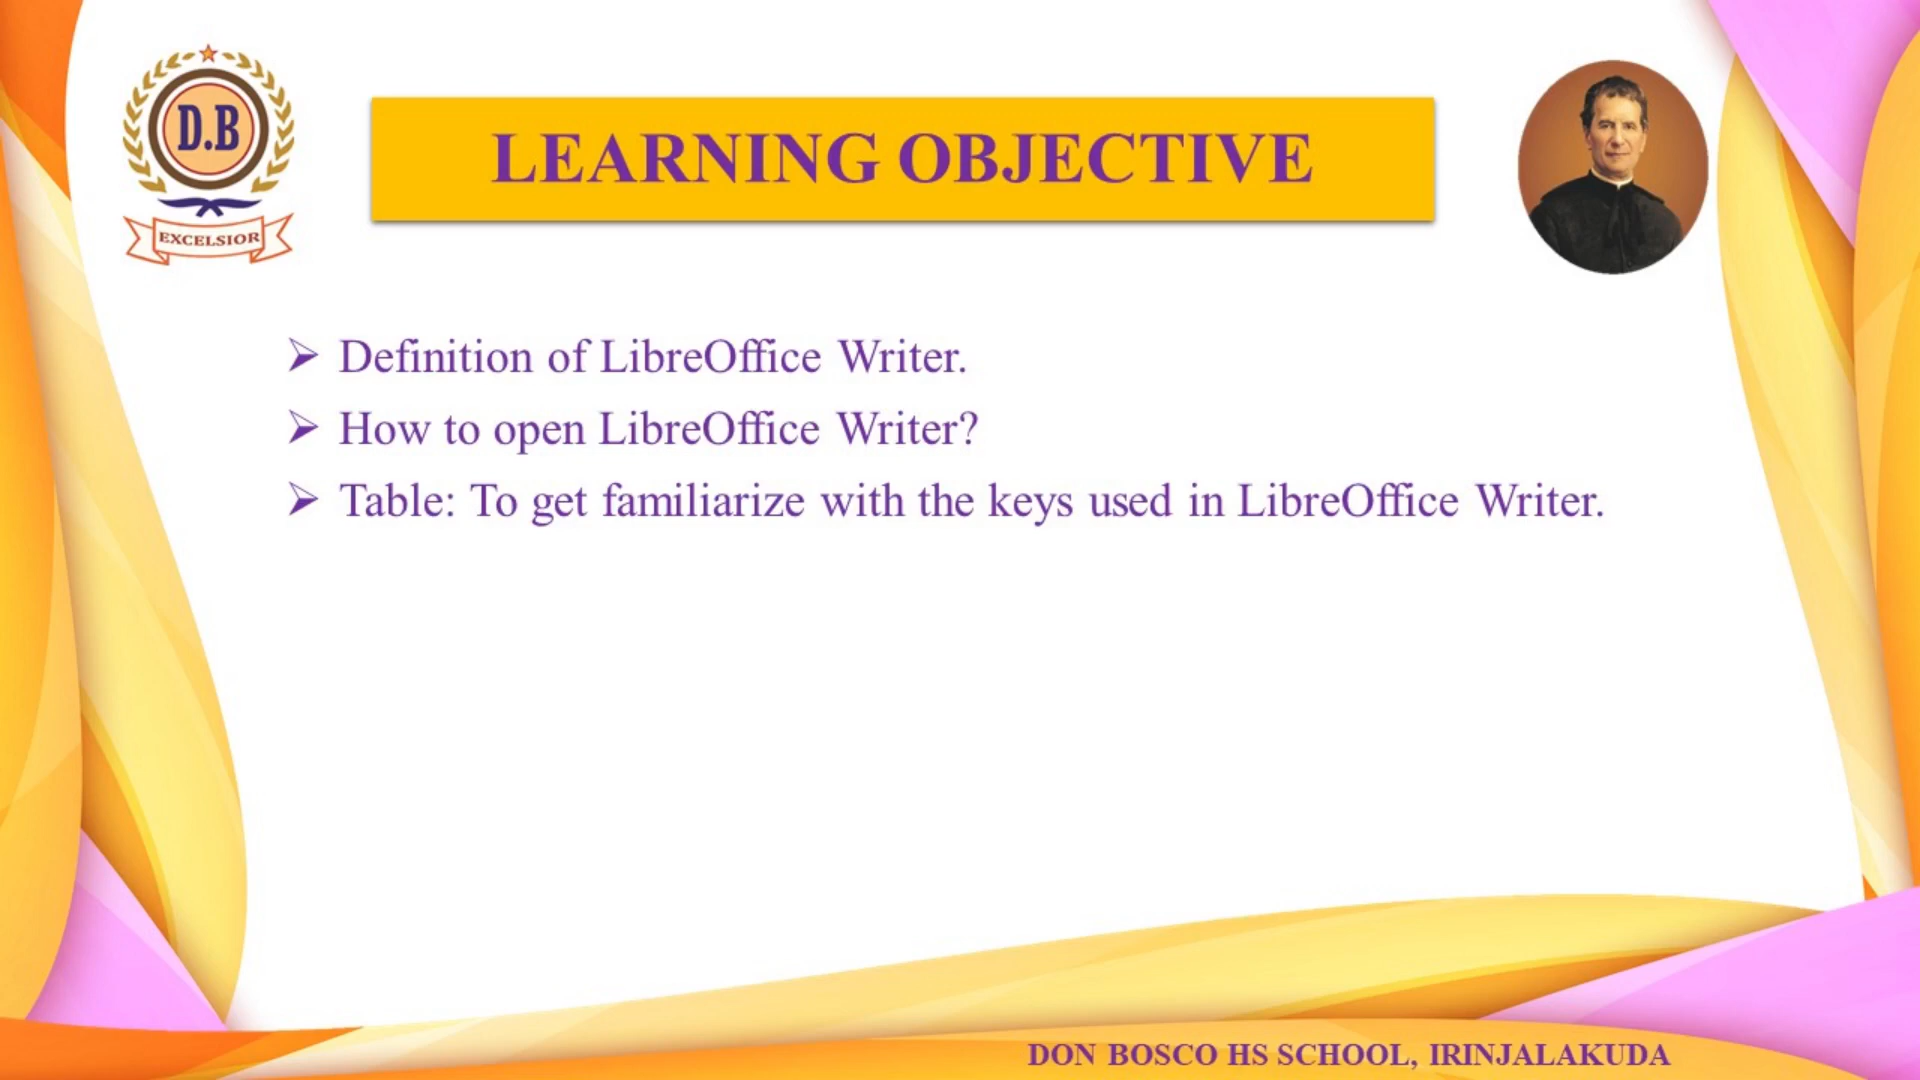 D.B
EXCELSIOR
LEARNING OBJECTIVE
Definition of LibreOffice Writer.
How to open LibreOffice Writer?
Table: To get familiarize with the keys used in LibreOffice Writer.
DON BOSCO HS SCHOOL, IRINJALAKUDA